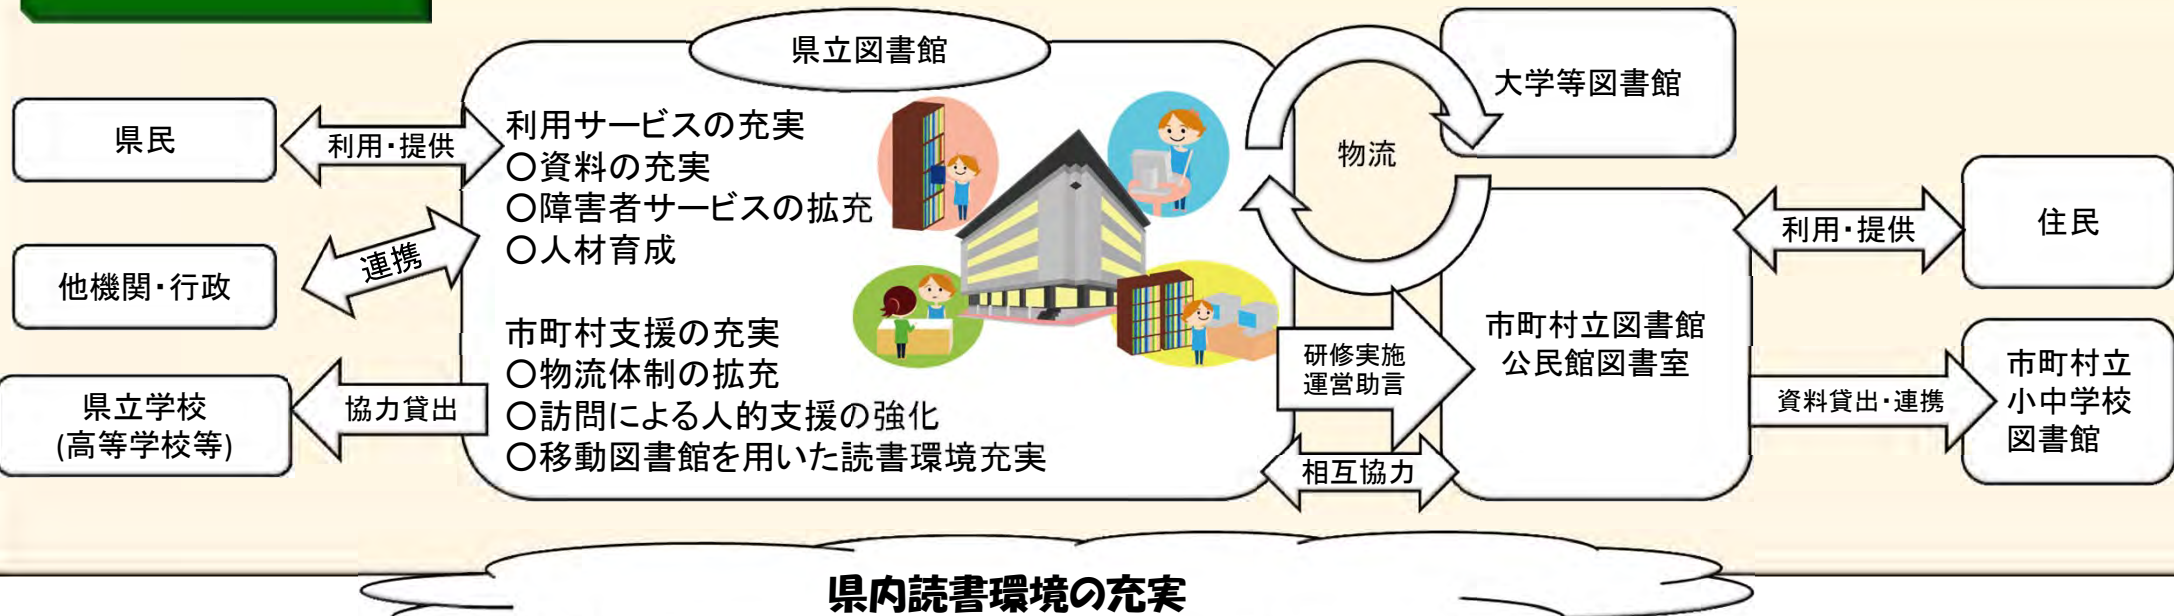 県立図書館
県民
利用・提供
他機関・行政
連携
県立学校
(高等学校等)
協力貸出
利用サービスの充実
〇資料の充実
〇障害者サービスの拡充
〇人材育成
市町村支援の充実
〇物流体制の拡充
〇訪問による人的支援の強化
〇移動図書館を用いた読書環境充実
物流
大学等図書館
研修実施
運営助言
相互協力
市町村立図書館
公民館図書室
利用・提供
住民
資料貸出・連携
市町村立
小中学校
図書館
県内読書環境の充実